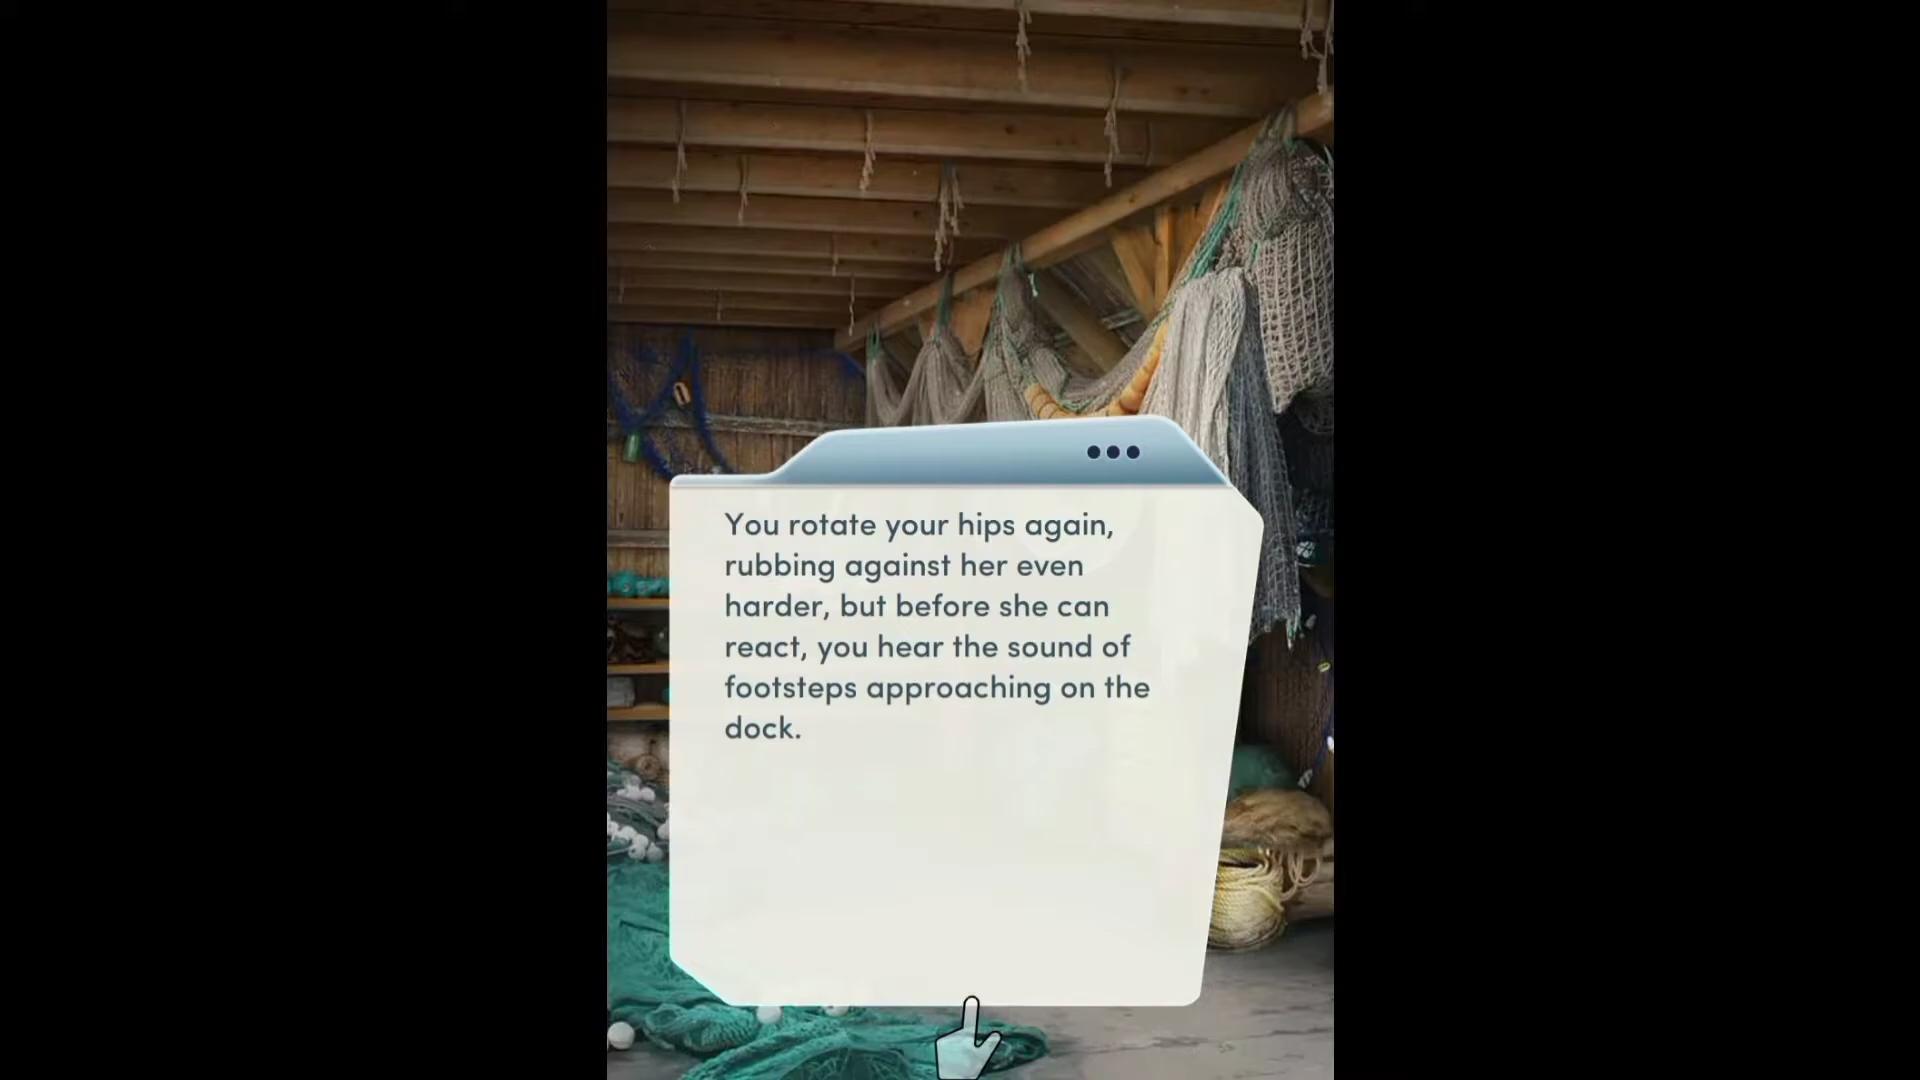 You rotate your hips again,
rubbing against her even
harder, but before she can
react, you hear the sound of
footsteps approaching on the
dock.